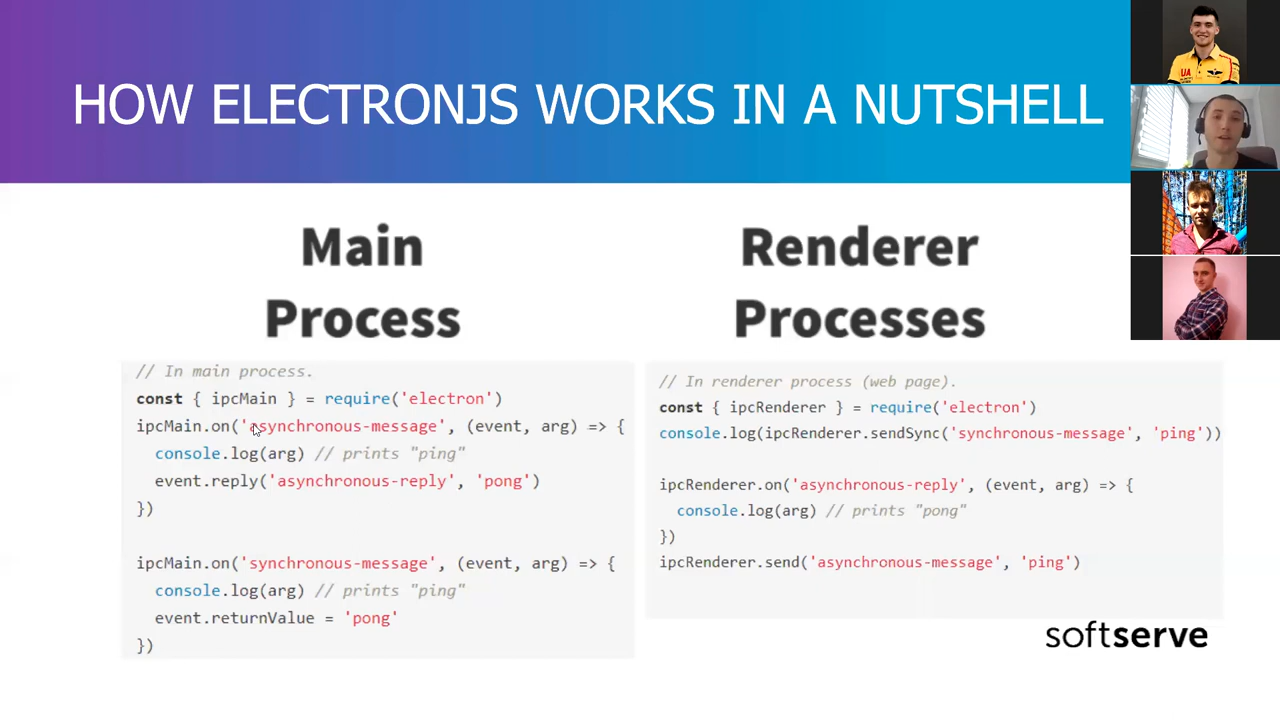 HOW ELECTRONJS WORKS IN A NUTSHELL
Main
Process
// In main process.
const { ipcMain } = require('electron')
ipcMain.on('asynchronous-message', (event, arg) => {
  console.log(arg) // prints "ping"
  event.reply('asynchronous-reply', 'pong')
})

ipcMain.on('synchronous-message', (event, arg) => {
  console.log(arg) // prints "ping"
  event.returnValue = 'pong'
})
Renderer
Processes
// In renderer process (web page).
const { ipcRenderer } = require('electron')
console.log(ipcRenderer.sendSync('synchronous-message', 'ping'))

ipcRenderer.on('asynchronous-reply', (event, arg) => {
  console.log(arg) // prints "pong"
})
ipcRenderer.send('asynchronous-message', 'ping')
softserve
UA